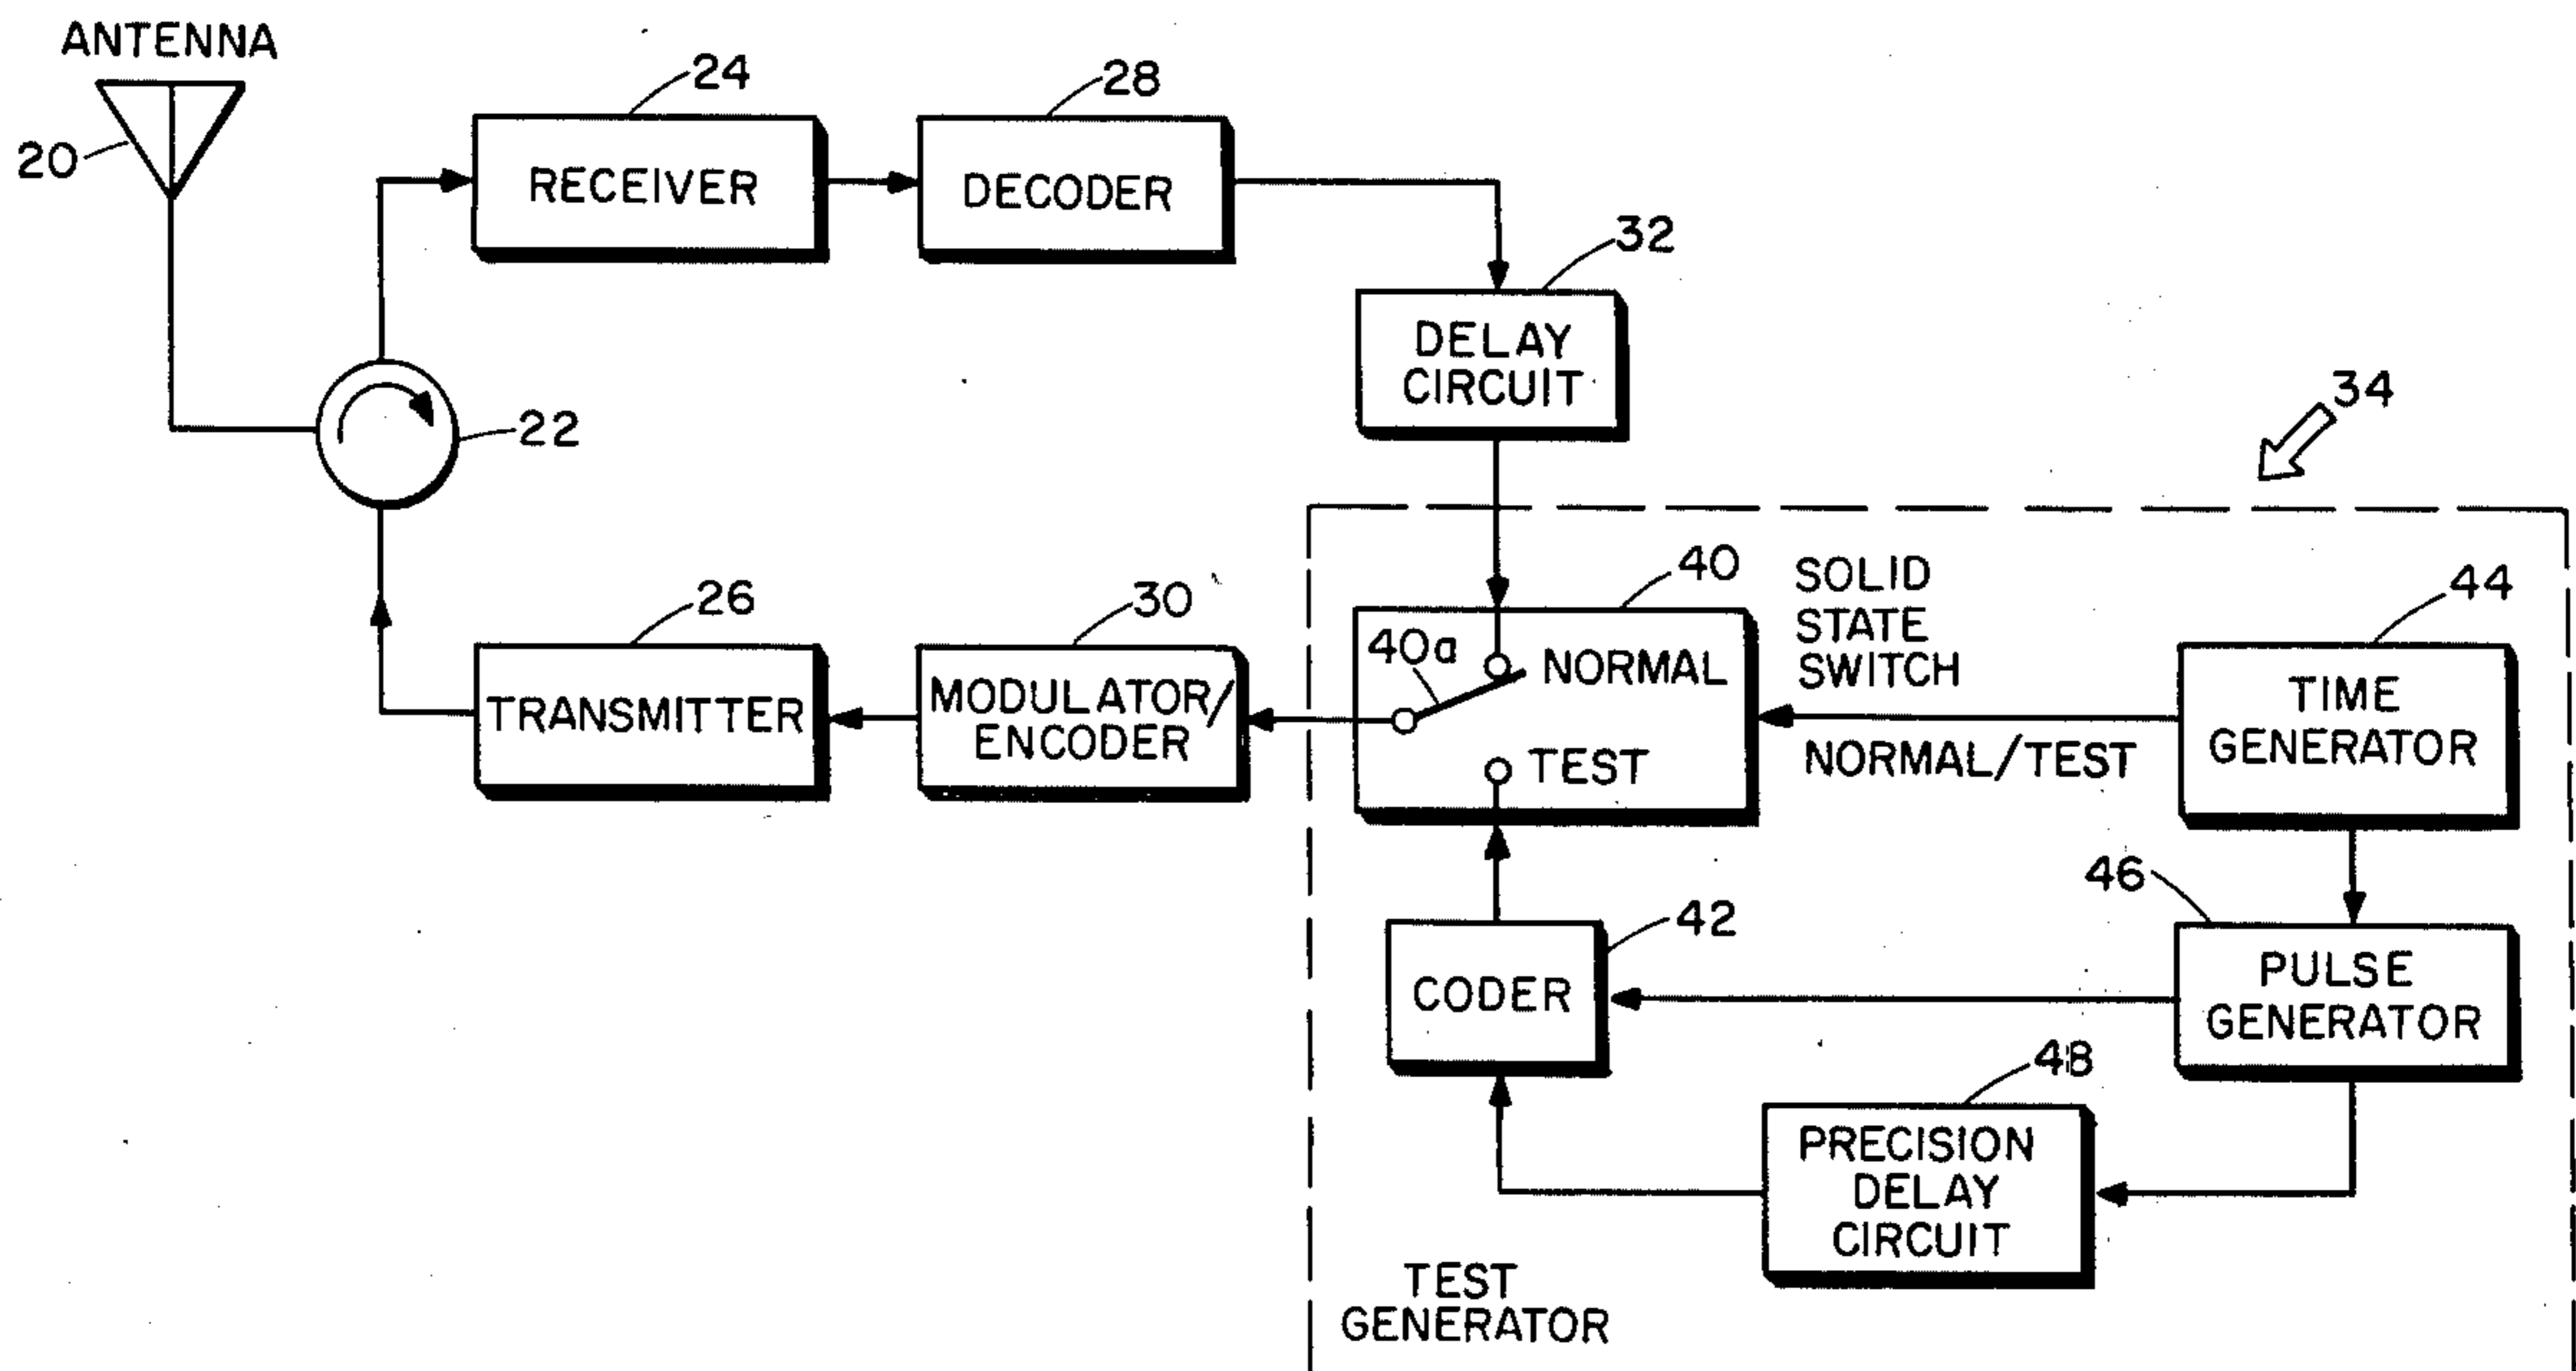 ANTENNA
20
22
24
RECEIVER
28
DECODER
32
DELAY
CIRCUIT
34
26
TRANSMITTER
30
MODULATOR/
ENCODER
40
40a
NORMAL
TEST
SOLID
STATE
SWITCH
NORMAL/TEST
44
TIME
GENERATOR
46
PULSE
GENERATOR
42
CODER
48
PRECISION
DELAY
CIRCUIT
TEST
GENERATOR